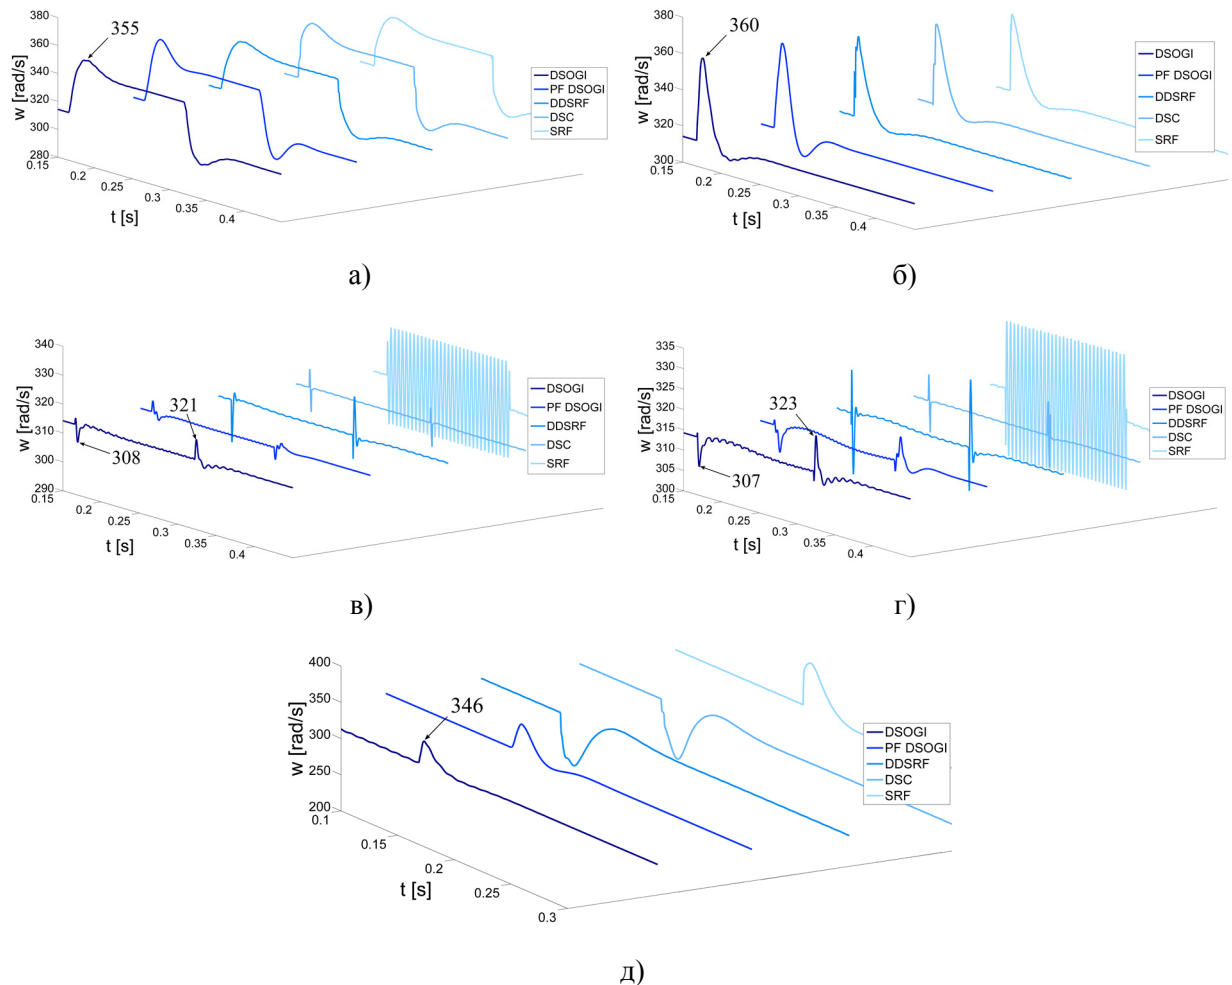 380
360
340
320
300
280
w [rad/s]
355
0.15
0.2
0.25
0.3
0.35
0.4
t [s]
DSOGI
PF DSOGI
DDSRF
DSC
SRF
а)
380
360
340
320
300
w [rad/s]
360
0.15
0.2
0.25
0.3
0.35
0.4
t [s]
DSOGI
PF DSOGI
DDSRF
DSC
SRF
б)
340
330
320
310
300
290
w [rad/s]
321
308
0.15
0.2
0.25
0.3
0.35
0.4
t [s]
DSOGI
PF DSOGI
DDSRF
DSC
SRF
в)
335
330
325
320
315
310
305
300
w [rad/s]
323
307
0.15
0.2
0.25
0.3
0.35
0.4
t [s]
DSOGI
PF DSOGI
DDSRF
DSC
SRF
г)
400
350
300
250
200
w [rad/s]
346
0.1
0.15
0.2
0.25
0.3
t [s]
DSOGI
PF DSOGI
DDSRF
DSC
SRF
д)